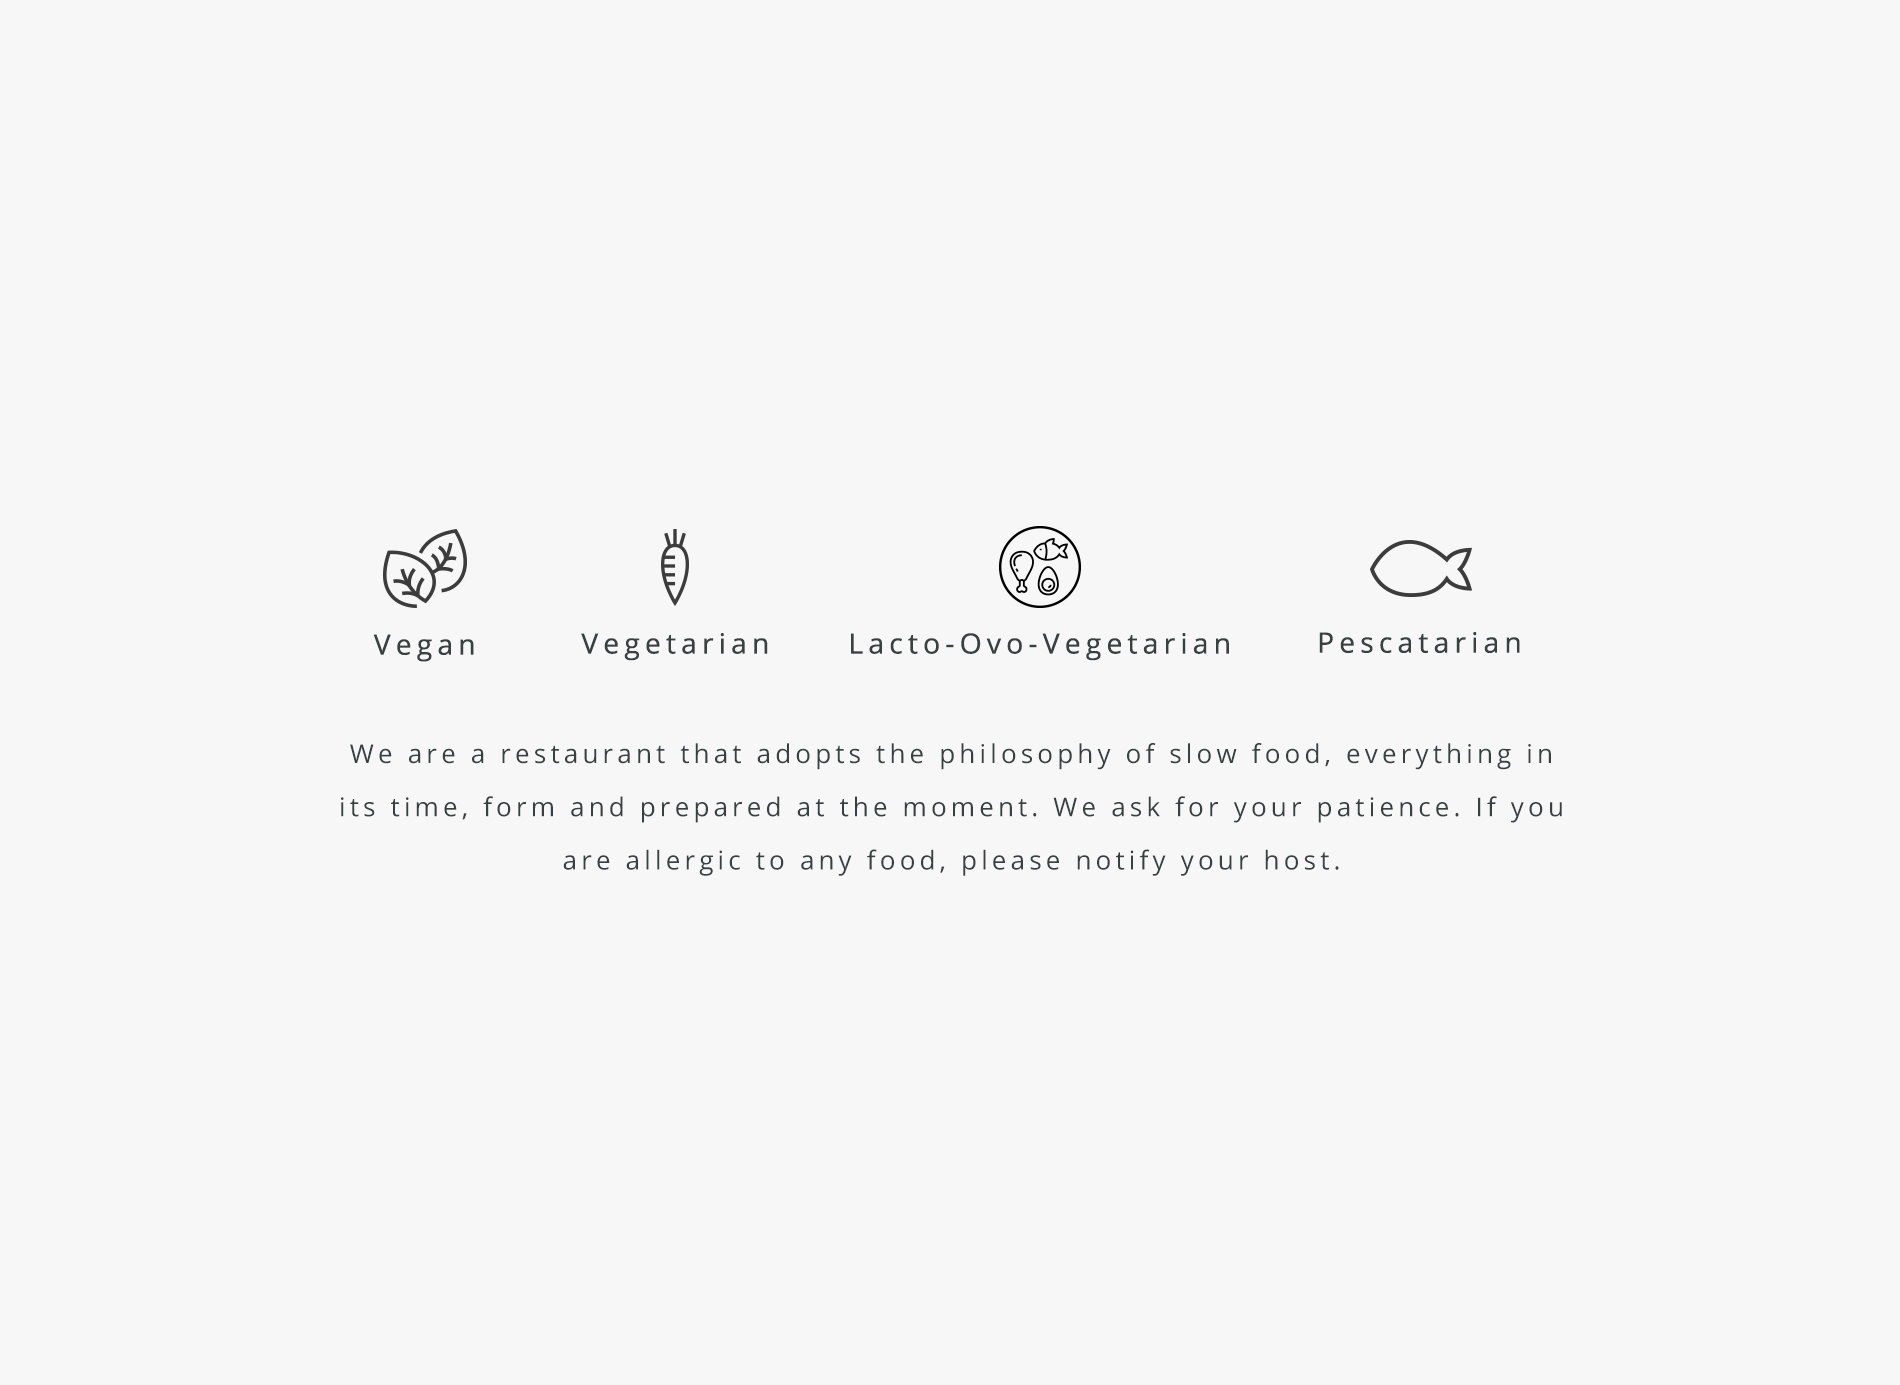 Vegan Vegetarian Lacto-Ovo-Vegetarian Pescatarian
We are a restaurant that adopts the philosophy of slow food, everything in
its time, form and prepared at the moment. We ask for your patience. If you
are allergic to any food, please notify your host.